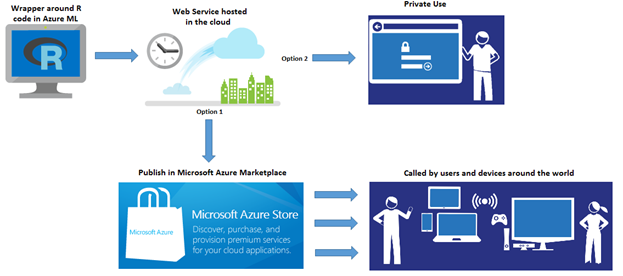 Wrapper around R
code in Azure ML
R
Web Service hosted
in the cloud
Option 2
Private Use
Option 1
Publish in Microsoft Azure Marketplace
Microsoft Azure
Microsoft Azure Store
Discover, purchase, and
provision premium services
for your cloud applications.
Called by users and devices around the world